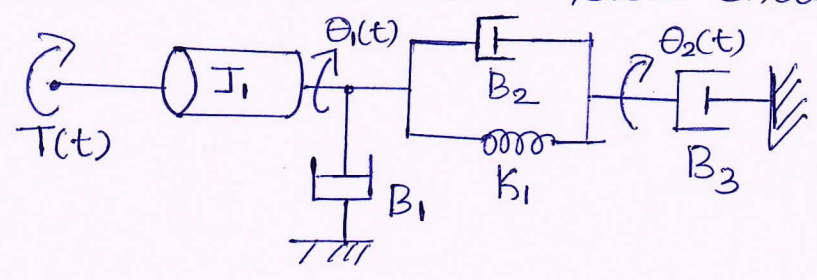 T(t)
J₁
θ₁(t)
B₁
B₂
K₁
θ₂(t)
B₃